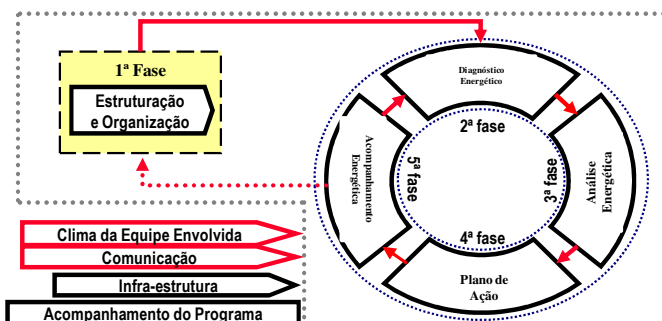 1ª Fase
Estruturação
e Organização
Diagnóstico
Energético
2ª fase
Análise
Energética
3ª fase
4ª fase
Plano de
Ação
5ª fase
Acompanhamento
Energética
Clima da Equipe Envolvida
Comunicação
Infra-estrutura
Acompanhamento do Programa